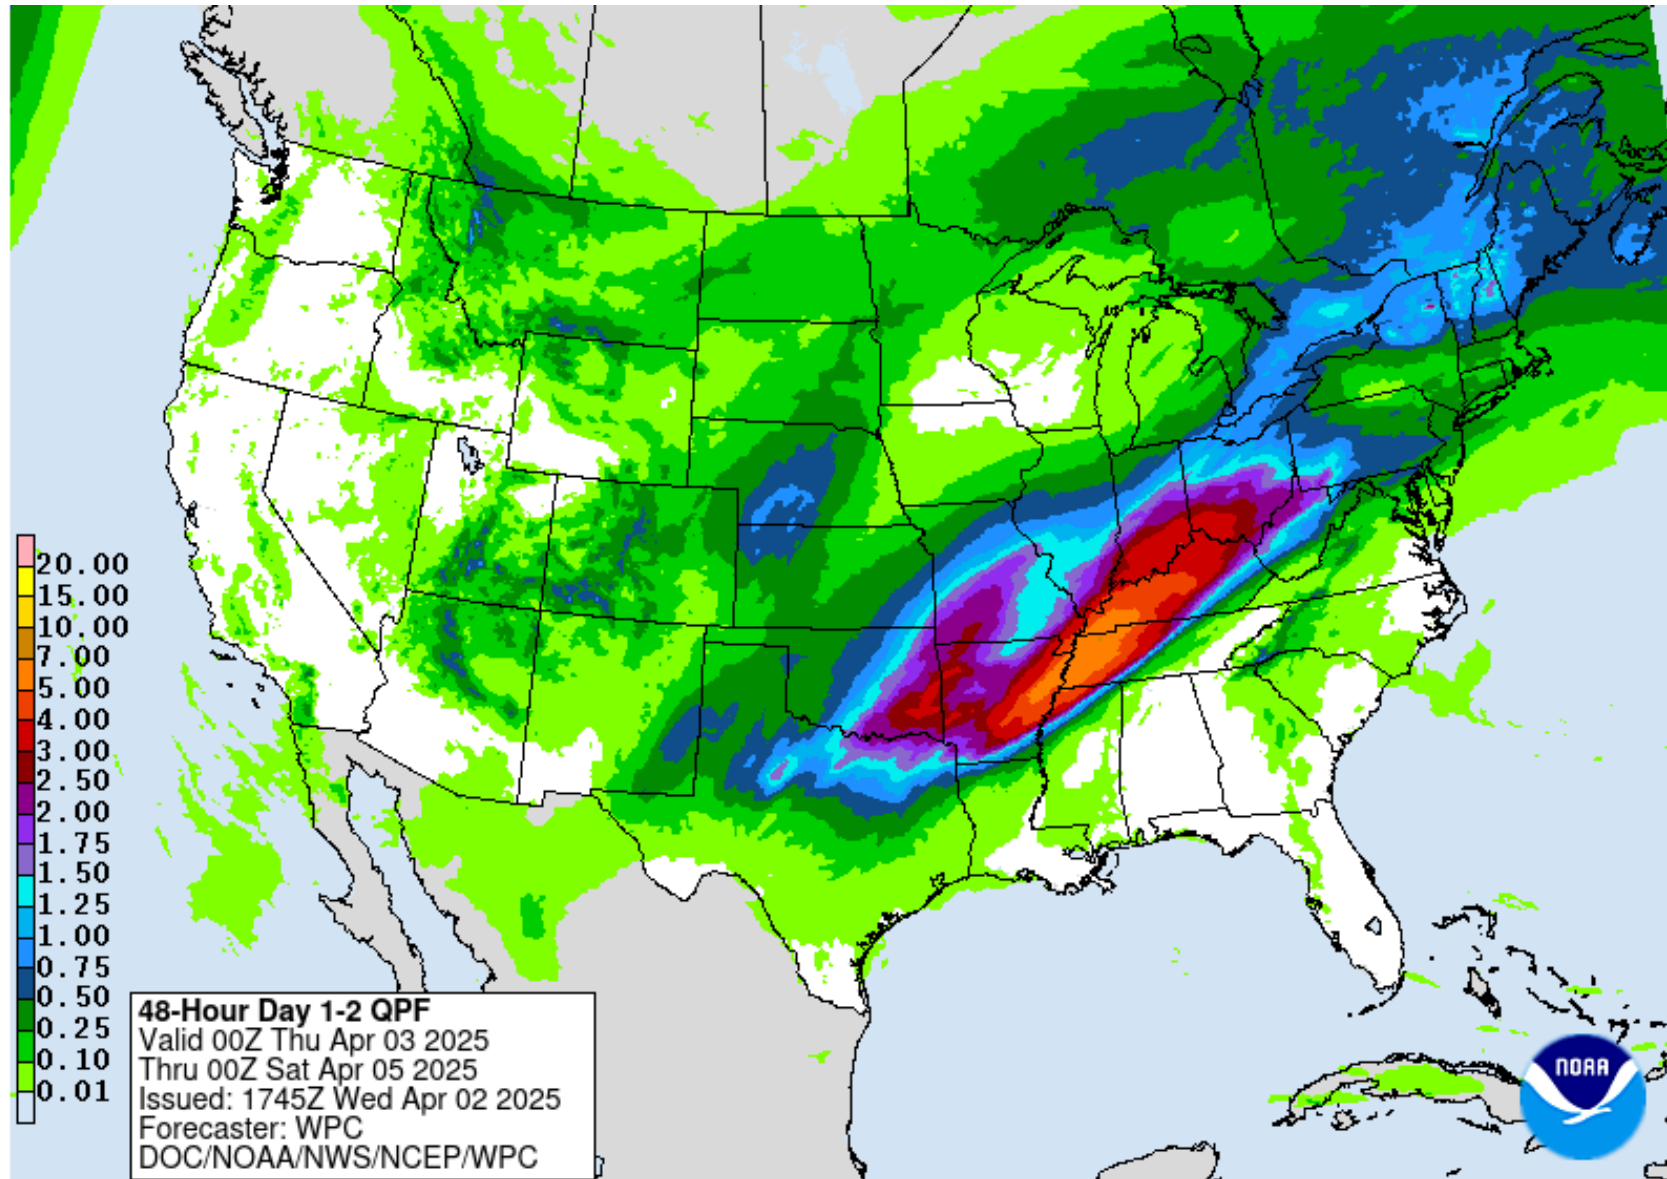 20.00
15.00
10.00
7.00
5.00
4.00
3.00
2.50
2.00
1.75
1.50
1.25
1.00
0.75
0.50
0.25
0.10
0.01
48-Hour Day 1-2 QPF
Valid 00Z Thu Apr 03 2025
Thru 00Z Sat Apr 05 2025
Issued: 1745Z Wed Apr 02 2025
Forecaster: WPC
DOC/NOAA/NWS/NCEP/WPC
NOAA